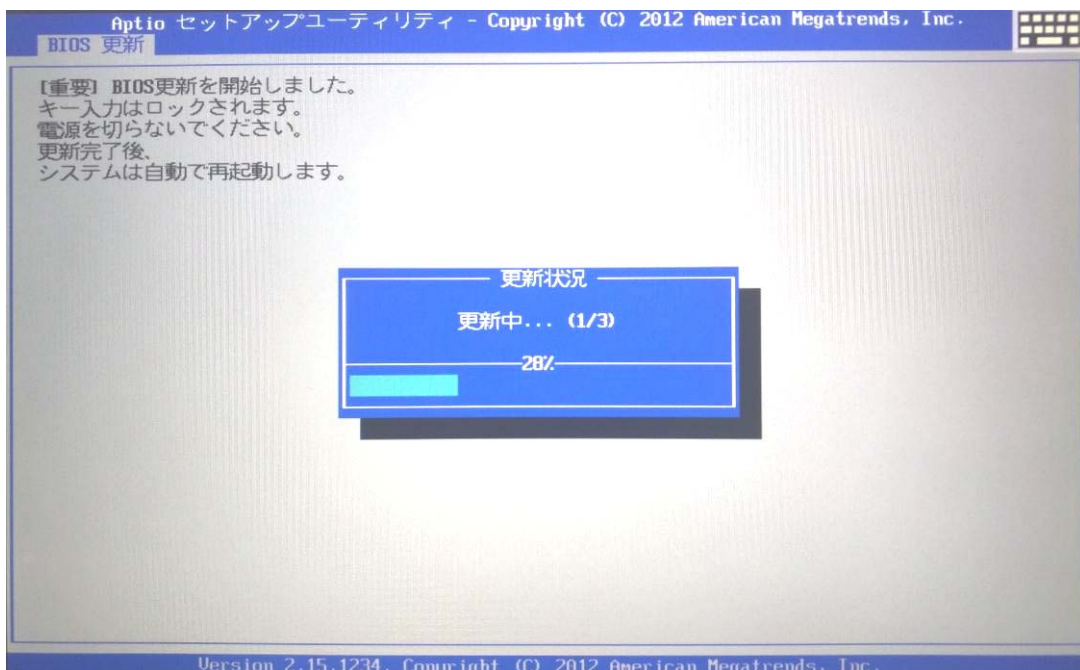 Aptio セットアップユーティリティ - Copyright (C) 2012 American Megatrends, Inc.
BIOS 更新
[重要] BIOS更新を開始しました。
キー入力はロックされます。
電源を切らないでください。
更新完了後、
システムは自動で再起動します。
更新状況
更新中... (1/3)
28%
Version 2.15.1234. Copyright (C) 2012 American Megatrends, Inc.